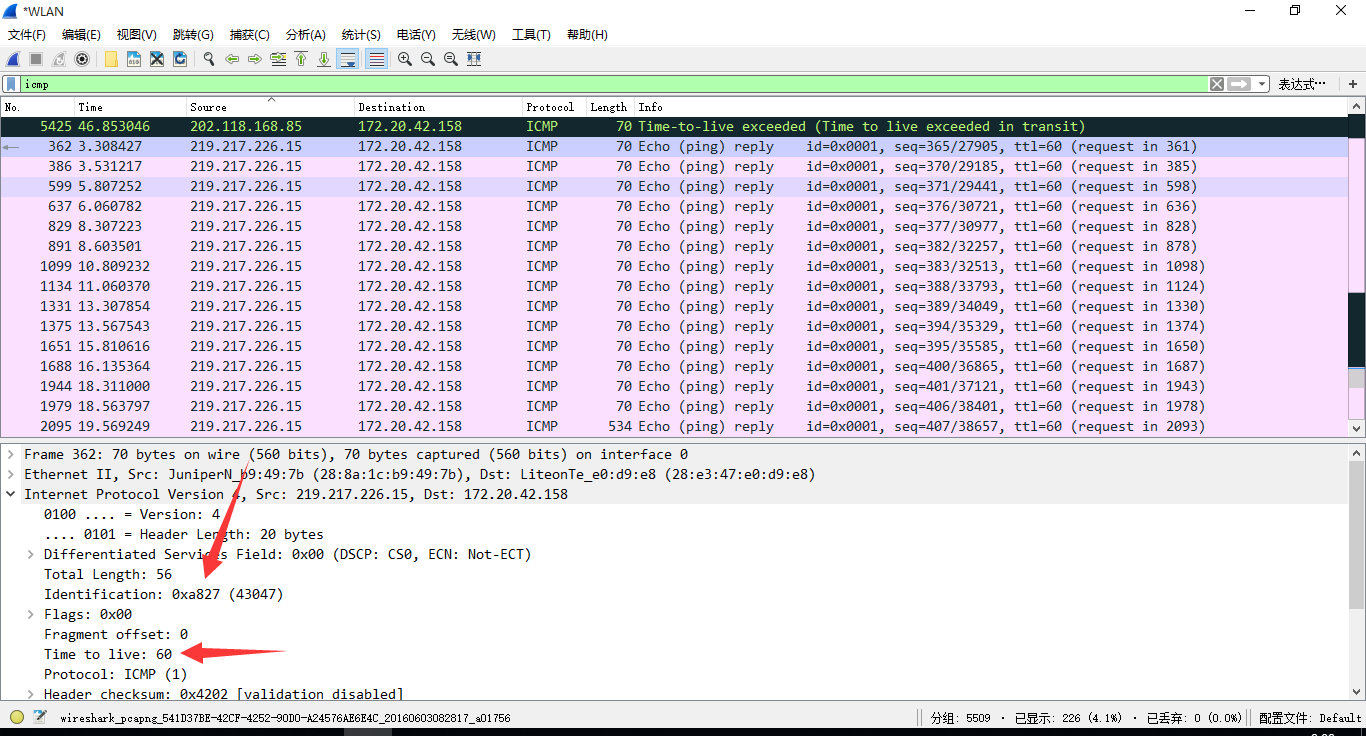 *WLAN
文件(F) 编辑(E) 视图(V) 跳转(G) 捕获(C) 分析(A) 统计(S) 电话(Y) 无线(W) 工具(T) 帮助(H)
icmp 表达式… +
No. Time Source Destination Protocol Length Info
5425 46.853046 202.118.168.85 172.20.42.158 ICMP 70 Time-to-live exceeded (Time to live exceeded in transit)
362 3.308427 219.217.226.15 172.20.42.158 ICMP 70 Echo (ping) reply id=0x0001, seq=365/27905, ttl=60 (request in 361)
386 3.531217 219.217.226.15 172.20.42.158 ICMP 70 Echo (ping) reply id=0x0001, seq=370/29185, ttl=60 (request in 385)
599 5.807252 219.217.226.15 172.20.42.158 ICMP 70 Echo (ping) reply id=0x0001, seq=371/29441, ttl=60 (request in 598)
637 6.060782 219.217.226.15 172.20.42.158 ICMP 70 Echo (ping) reply id=0x0001, seq=376/30721, ttl=60 (request in 636)
829 8.307223 219.217.226.15 172.20.42.158 ICMP 70 Echo (ping) reply id=0x0001, seq=377/30977, ttl=60 (request in 828)
891 8.603501 219.217.226.15 172.20.42.158 ICMP 70 Echo (ping) reply id=0x0001, seq=382/32257, ttl=60 (request in 878)
1099 10.809232 219.217.226.15 172.20.42.158 ICMP 70 Echo (ping) reply id=0x0001, seq=383/32513, ttl=60 (request in 1098)
1134 11.060370 219.217.226.15 172.20.42.158 ICMP 70 Echo (ping) reply id=0x0001, seq=388/33793, ttl=60 (request in 1124)
1331 13.307854 219.217.226.15 172.20.42.158 ICMP 70 Echo (ping) reply id=0x0001, seq=389/34049, ttl=60 (request in 1330)
1375 13.567543 219.217.226.15 172.20.42.158 ICMP 70 Echo (ping) reply id=0x0001, seq=394/35329, ttl=60 (request in 1374)
1651 15.810616 219.217.226.15 172.20.42.158 ICMP 70 Echo (ping) reply id=0x0001, seq=395/35585, ttl=60 (request in 1650)
1688 16.135364 219.217.226.15 172.20.42.158 ICMP 70 Echo (ping) reply id=0x0001, seq=400/36865, ttl=60 (request in 1687)
1944 18.311000 219.217.226.15 172.20.42.158 ICMP 70 Echo (ping) reply id=0x0001, seq=401/37121, ttl=60 (request in 1943)
1979 18.563797 219.217.226.15 172.20.42.158 ICMP 70 Echo (ping) reply id=0x0001, seq=406/38401, ttl=60 (request in 1978)
2095 19.569249 219.217.226.15 172.20.42.158 ICMP 534 Echo (ping) reply id=0x0001, seq=407/38657, ttl=60 (request in 2093)
Frame 362: 70 bytes on wire (560 bits), 70 bytes captured (560 bits) on interface 0
Ethernet II, Src: JuniperN_b9:49:7b (28:8a:1c:b9:49:7b), Dst: LiteonTe_e0:d9:e8 (28:e3:47:e0:d9:e8)
Internet Protocol Version 4, Src: 219.217.226.15, Dst: 172.20.42.158
0100 .... = Version: 4
.... 0101 = Header Length: 20 bytes
Differentiated Services Field: 0x00 (DSCP: CS0, ECN: Not-ECT)
Total Length: 56
Identification: 0xa827 (43047)
Flags: 0x00
Fragment offset: 0
Time to live: 60
Protocol: ICMP (1)
Header checksum: 0x4202 [validation disabled]
wireshark_pcapng_541D37BE-42CF-4252-90D0-A24576AE6E4C_20160603082817_a01756 分组: 5509 · 已显示: 226 (4.1%) · 已丢弃: 0 (0.0%) 配置文件: Default